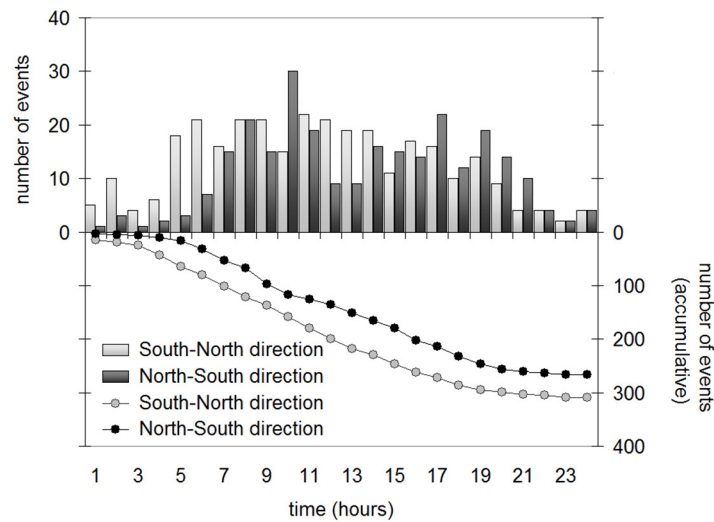 40
30
20
10
0
number of events
0
100
200
300
400
number of events
(accumulative)
South-North direction
North-South direction
South-North direction
North-South direction
1 3 5 7 9 11 13 15 17 19 21 23
time (hours)